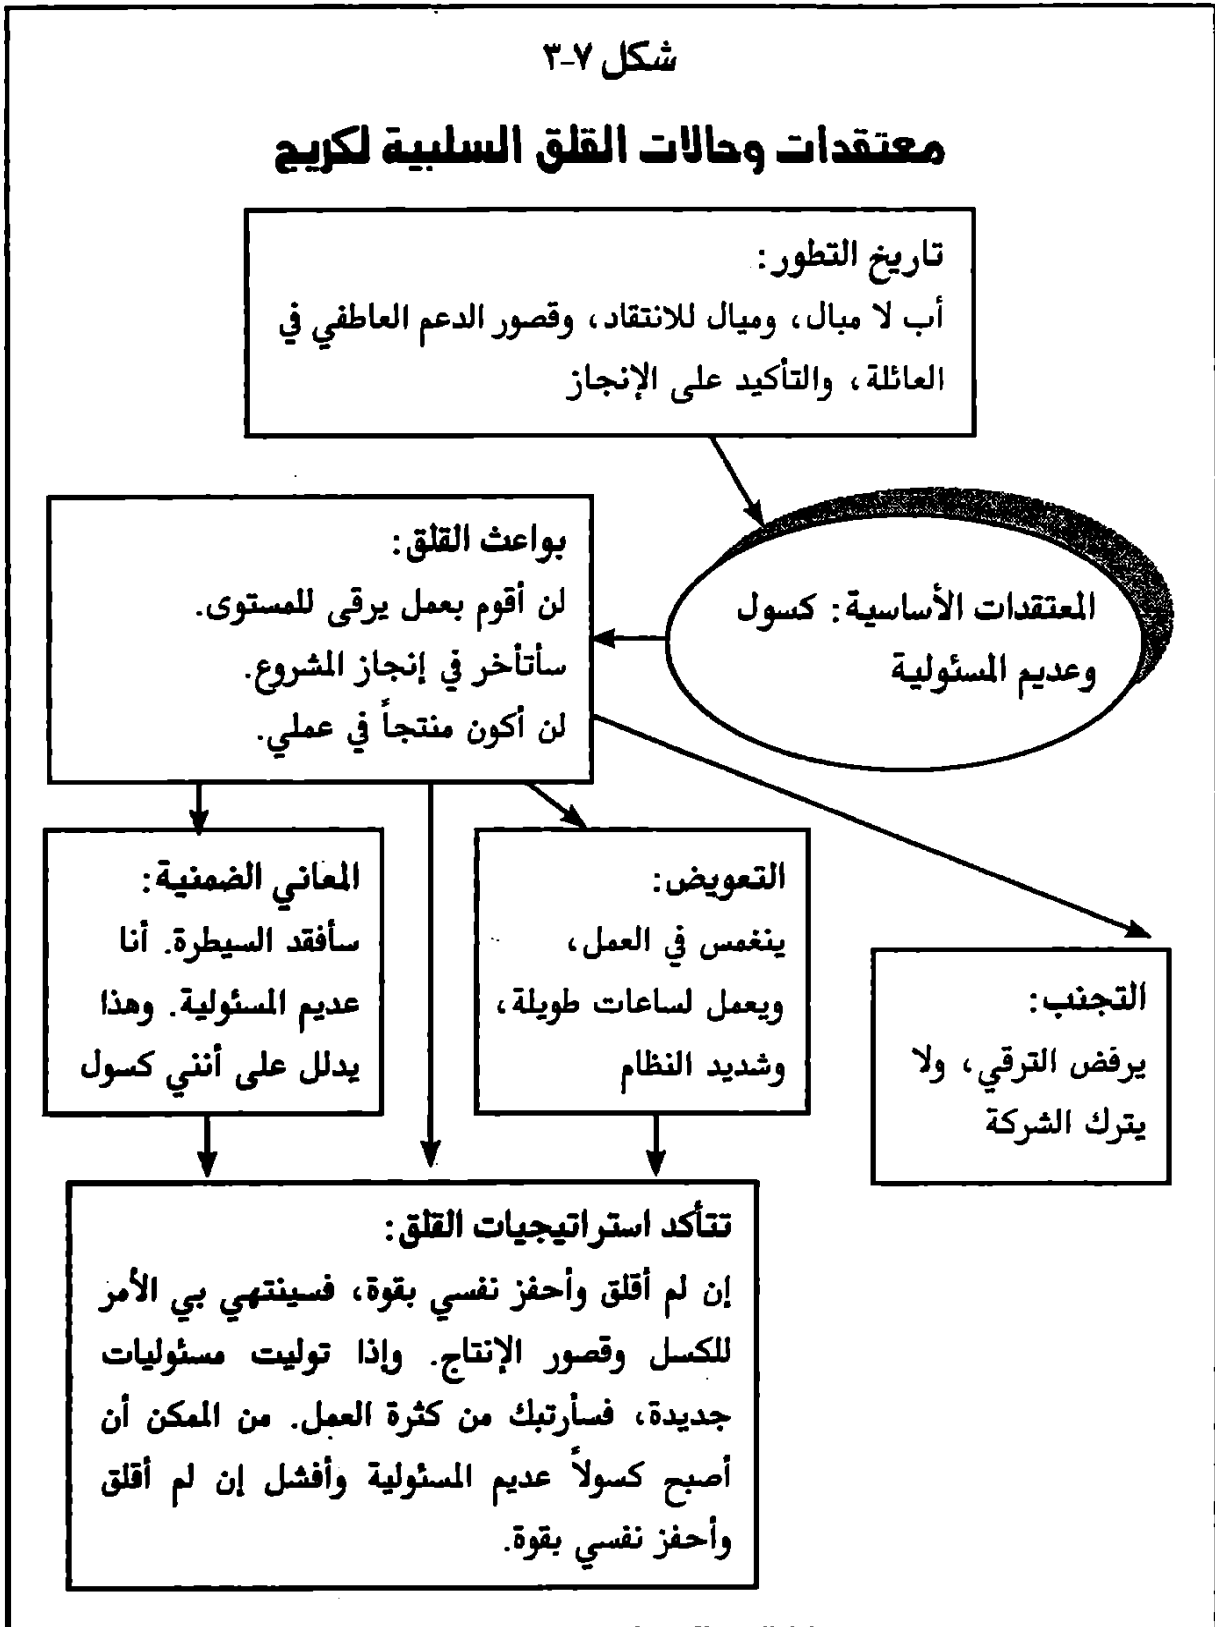 شكل ٧-٣
معتقدات وحالات القلق السلبية لكريج
تاريخ التطور:
أب لا مبال، وميال للانتقاد، وقصور الدعم العاطفي في
العائلة، والتأكيد على الإنجاز
المعتقدات الأساسية: كسول
وعديم المسئولية
بواعث القلق:
لن أقوم بعمل يرقى للمستوى.
سأتأخر في إنجاز المشروع.
لن أكون منتجاً في عملي.
التجنب:
يرفض الترقي، ولا
يترك الشركة
التعويض:
ينغمس في العمل،
ويعمل لساعات طويلة،
وشديد النظام
المعاني الضمنية:
سأفقد السيطرة. أنا
عديم المسئولية. وهذا
يدلل على أنني كسول
تتأكد استراتيجيات القلق:
إن لم أقلق وأحفز نفسي بقوة، فسينتهي بي الأمر
للكسل وقصور الإنتاج. وإذا توليت مسئوليات
جديدة، فسأرتبك من كثرة العمل. من الممكن أن
أصبح كسولاً عديم المسئولية وأفشل إن لم أقلق
وأحفز نفسي بقوة.